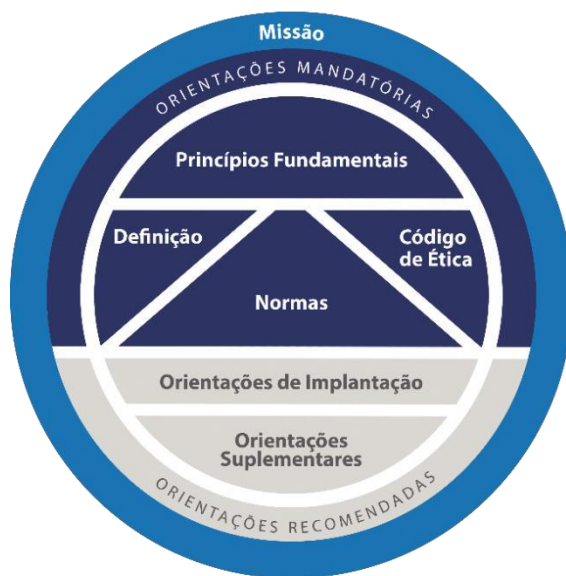 Missão
ORIENTAÇÕES MANDATÓRIAS
Princípios Fundamentais
Definição
Código
de Ética
Normas
Orientações de Implantação
Orientações
Suplementares
ORIENTAÇÕES RECOMENDADAS